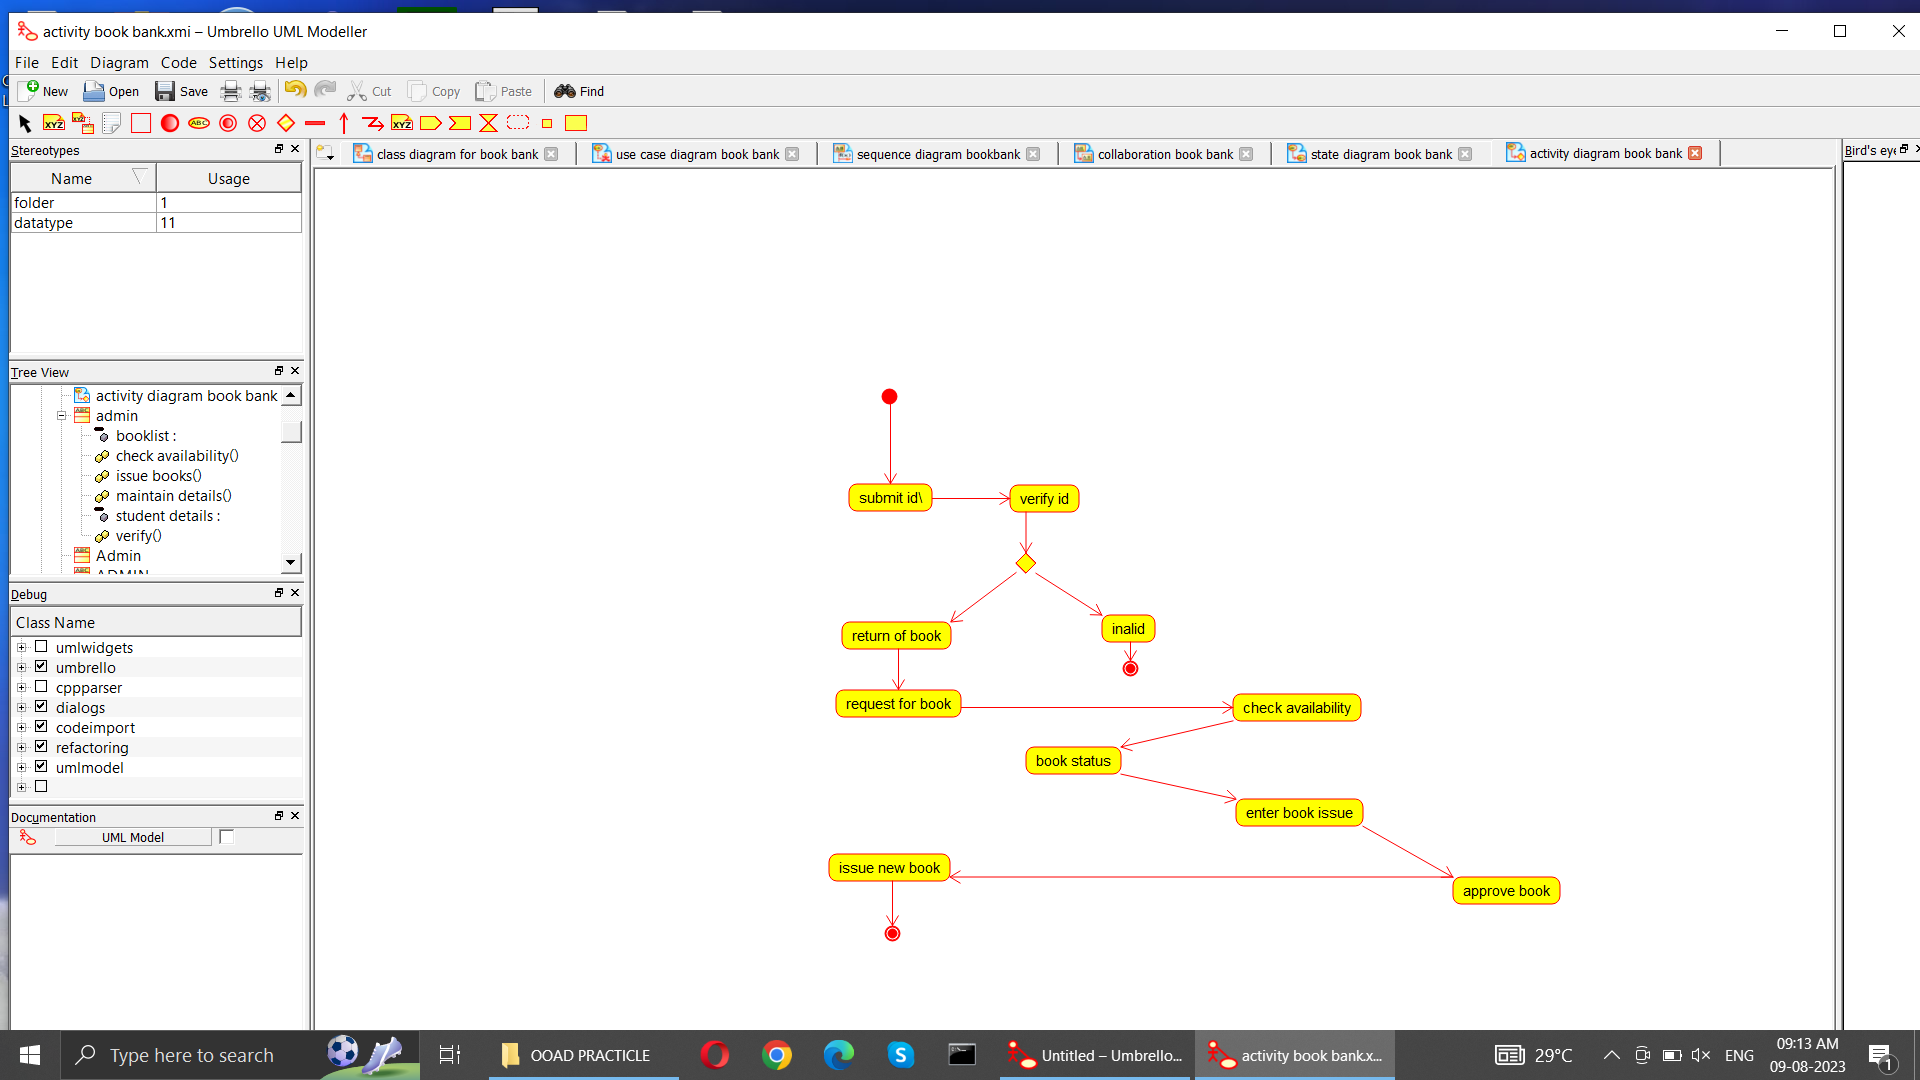 activity book bank.xmi – Umbrello UML Modeller
File Edit Diagram Code Settings Help
New Open Save Cut Copy Paste Find
XYZ ABC XYZ
Stereotypes
class diagram for book bank use case diagram book bank sequence diagram bookbank collaboration book bank state diagram book bank activity diagram book bank
Bird's eye
Name Usage
folder 1
datatype 11
Tree View
activity diagram book bank
admin
booklist :
check availability()
issue books()
maintain details()
student details :
verify()
Admin
ADMIN
Debug
Class Name
umlwidgets
umbrello
cppparser
dialogs
codeimport
refactoring
umlmodel
Documentation
UML Model
submit id\ verify id
return of book inalid
request for book check availability
book status
enter book issue
issue new book
approve book
Type here to search OOAD PRACTICLE Untitled – Umbrello... activity book bank.x... 29°C ENG 09:13 AM
09-08-2023 1